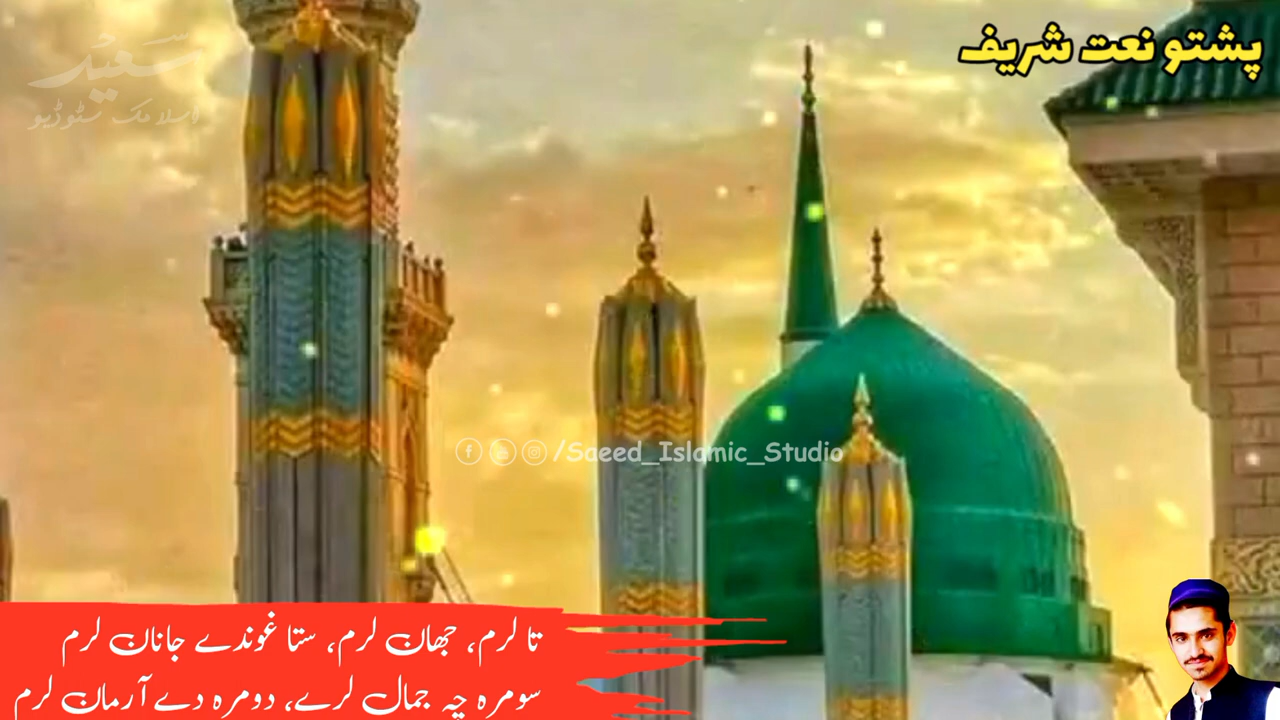 پشتو نعت شریف
سعید
اسلامک سٹوڈیو
/Saeed_Islamic_Studio
تا لرم، جھان لرم، ستا غوندے جانان لرم
سومرہ چہ جمال لرے، دومرہ دے آرمان لرم